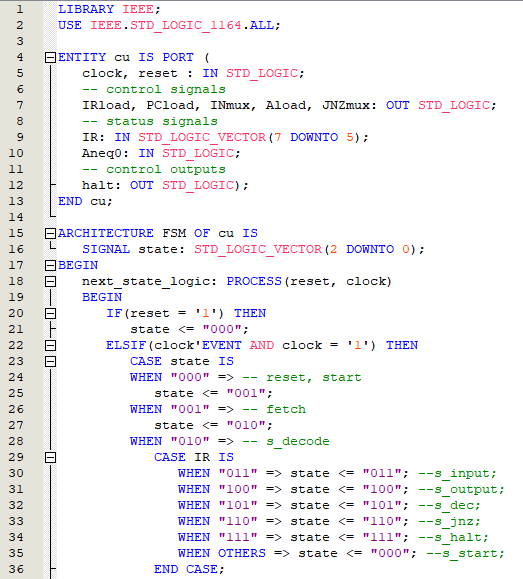 1 LIBRARY IEEE;
2 USE IEEE.STD_LOGIC_1164.ALL;
3
4 ENTITY cu IS PORT (
5 clock, reset : IN STD_LOGIC;
6 -- control signals
7 IRload, PCload, INmux, Aload, JNZmux: OUT STD_LOGIC;
8 -- status signals
9 IR: IN STD_LOGIC_VECTOR(7 DOWNTO 5);
10 Aneq0: IN STD_LOGIC;
11 -- control outputs
12 halt: OUT STD_LOGIC);
13 END cu;
14
15 ARCHITECTURE FSM OF cu IS
16 SIGNAL state: STD_LOGIC_VECTOR(2 DOWNTO 0);
17 BEGIN
18 next_state_logic: PROCESS(reset, clock)
19 BEGIN
20 IF(reset = '1') THEN
21 state <= "000";
22 ELSIF(clock'EVENT AND clock = '1') THEN
23 CASE state IS
24 WHEN "000" => -- reset, start
25 state <= "001";
26 WHEN "001" => -- fetch
27 state <= "010";
28 WHEN "010" => -- s_decode
29 CASE IR IS
30 WHEN "011" => state <= "011"; --s_input;
31 WHEN "100" => state <= "100"; --s_output;
32 WHEN "101" => state <= "101"; --s_dec;
33 WHEN "110" => state <= "110"; --s_jnz;
34 WHEN "111" => state <= "111"; --s_halt;
35 WHEN OTHERS => state <= "000"; --s_start;
36 END CASE;